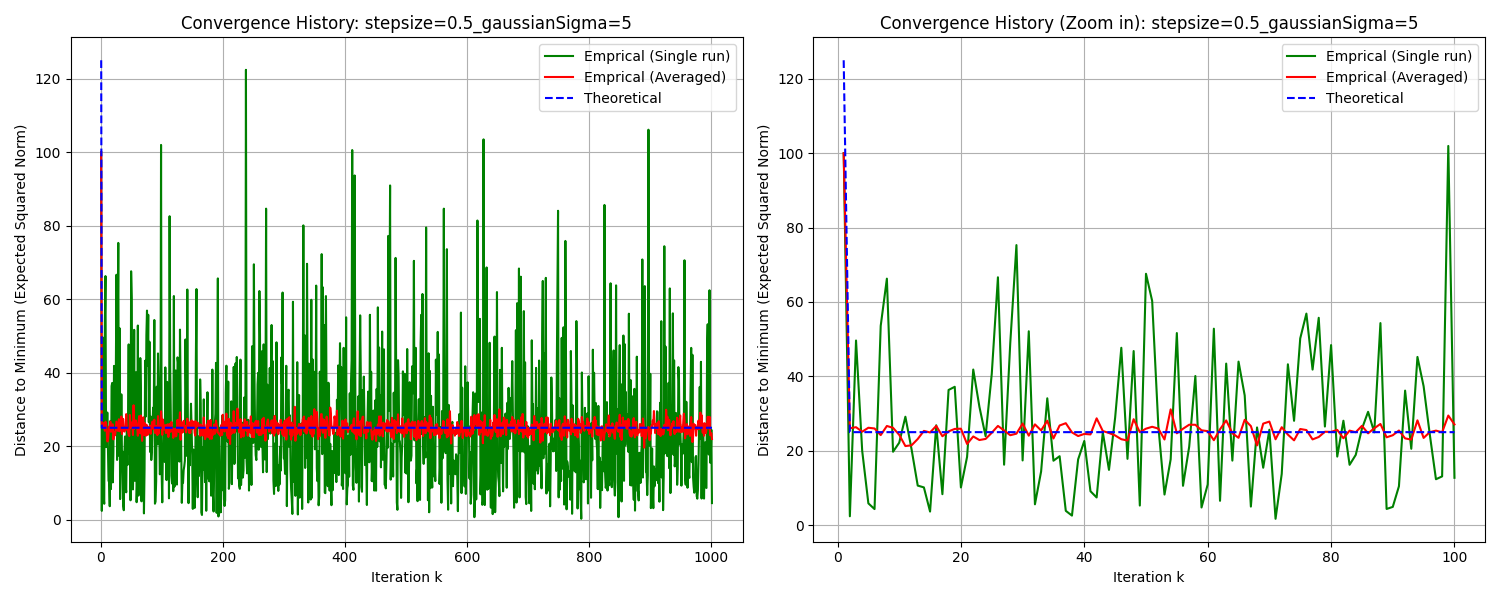 Convergence History: stepsize=0.5_gaussianSigma=5
Distance to Minimum (Expected Squared Norm)
120
100
80
60
40
20
0
Emprical (Single run)
Emprical (Averaged)
Theoretical
0 200 400 600 800 1000
Iteration k
Convergence History (Zoom in): stepsize=0.5_gaussianSigma=5
Distance to Minimum (Expected Squared Norm)
120
100
80
60
40
20
0
Emprical (Single run)
Emprical (Averaged)
Theoretical
0 20 40 60 80 100
Iteration k